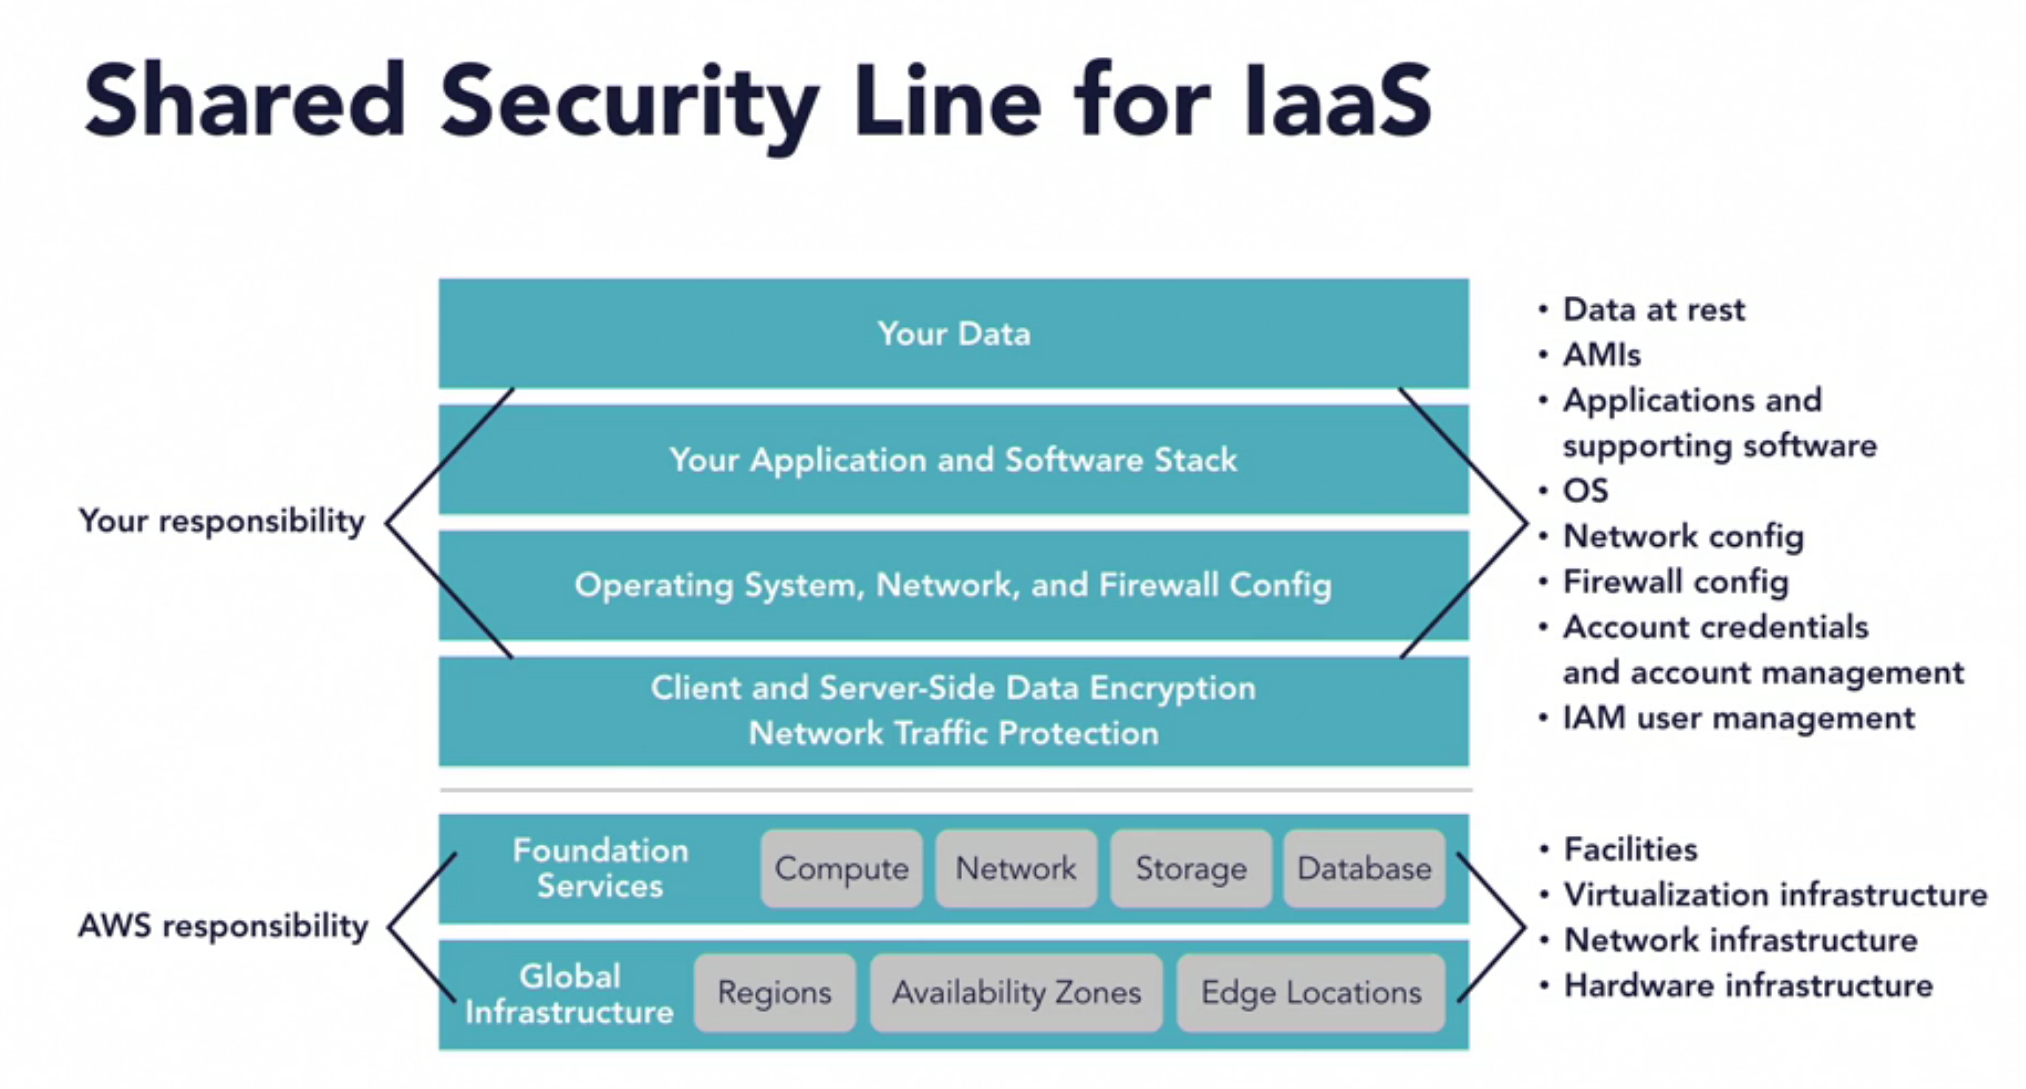 Shared Security Line for IaaS
Your responsibility
Your Data
Your Application and Software Stack
Operating System, Network, and Firewall Config
Client and Server-Side Data Encryption
Network Traffic Protection
• Data at rest
• AMIs
• Applications and
supporting software
• OS
• Network config
• Firewall config
• Account credentials
and account management
• IAM user management
AWS responsibility
Foundation
Services
Compute
Network
Storage
Database
Global
Infrastructure
Regions
Availability Zones
Edge Locations
• Facilities
• Virtualization infrastructure
• Network infrastructure
• Hardware infrastructure